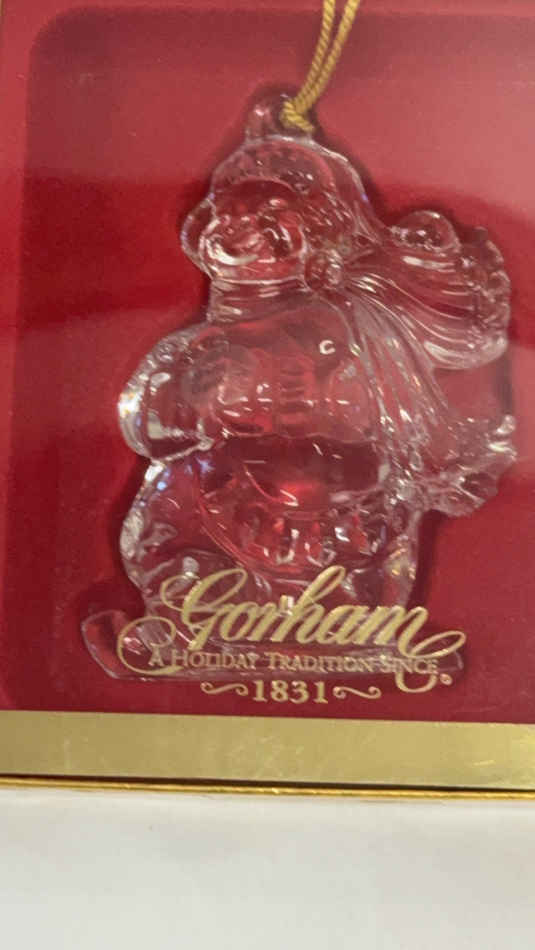 Gorham
A HOLIDAY TRADITION SINCE
1831